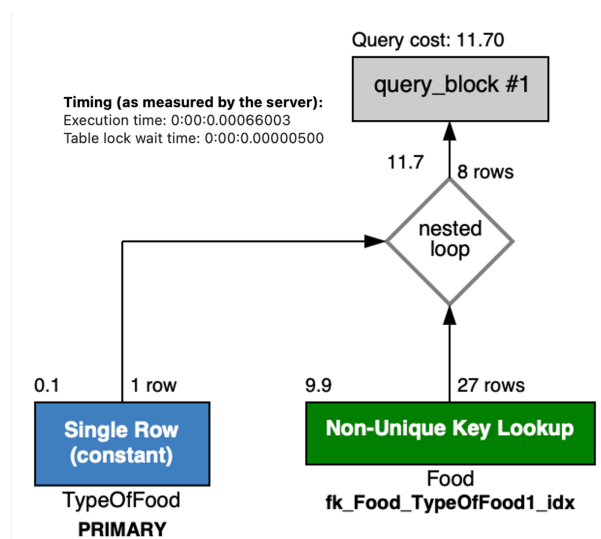 Query cost: 11.70
query_block #1
Timing (as measured by the server):
Execution time: 0:00:0.00066003
Table lock wait time: 0:00:0.00000500
11.7
8 rows
nested
loop
0.1
1 row
9.9
27 rows
Single Row
(constant)
Non-Unique Key Lookup
TypeOfFood
PRIMARY
Food
fk_Food_TypeOfFood1_idx